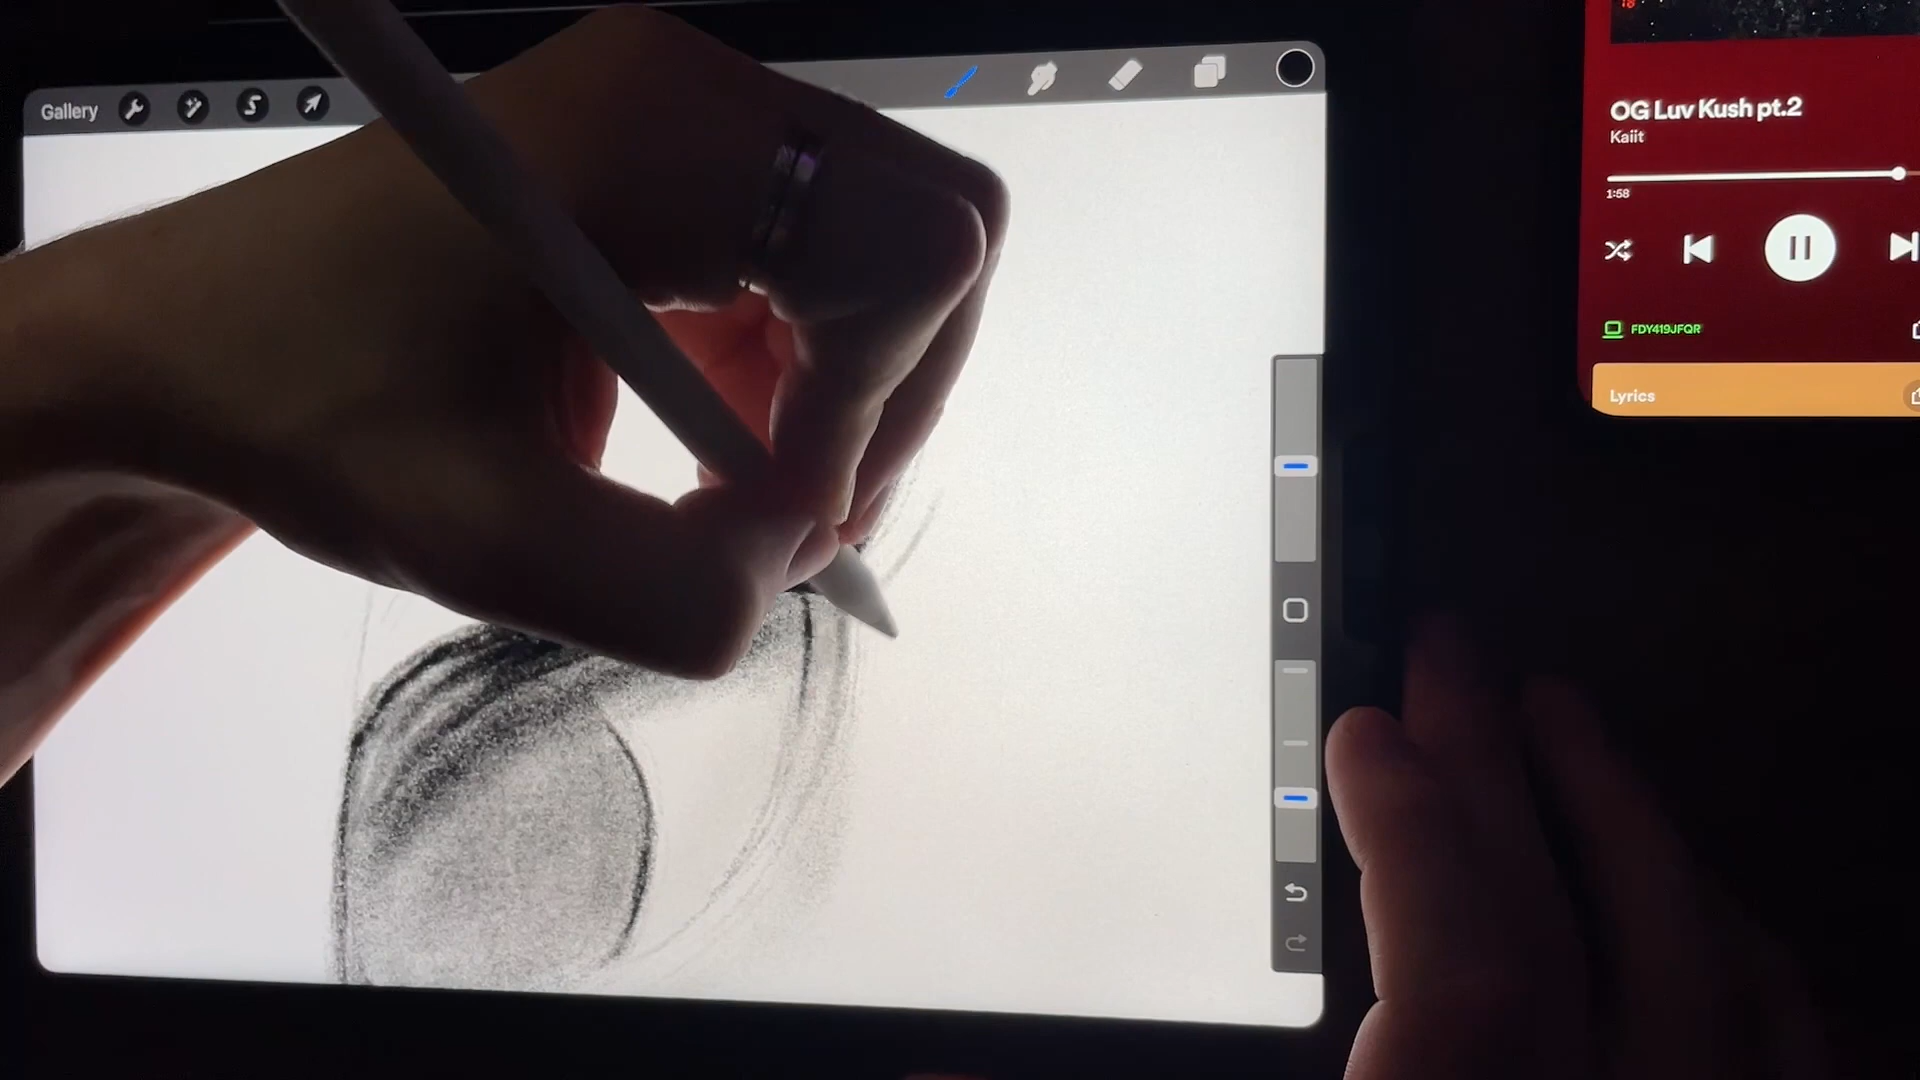 Gallery
OG Luv Kush pt.2
Kaiit
1:58
FDY419JFQR
Lyrics